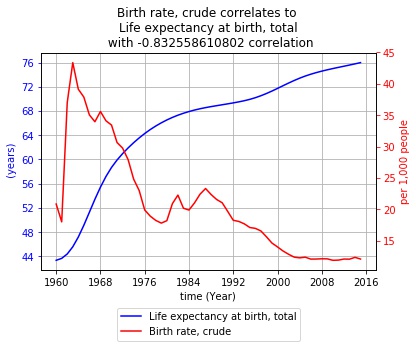 Birth rate, crude correlates to
Life expectancy at birth, total
with -0.832558610802 correlation
76
72
68
64
60
56
52
48
44
(years)
45
40
35
30
25
20
15
per 1,000 people
1960 1968 1976 1984 1992 2000 2008 2016
time (Year)
Life expectancy at birth, total
Birth rate, crude